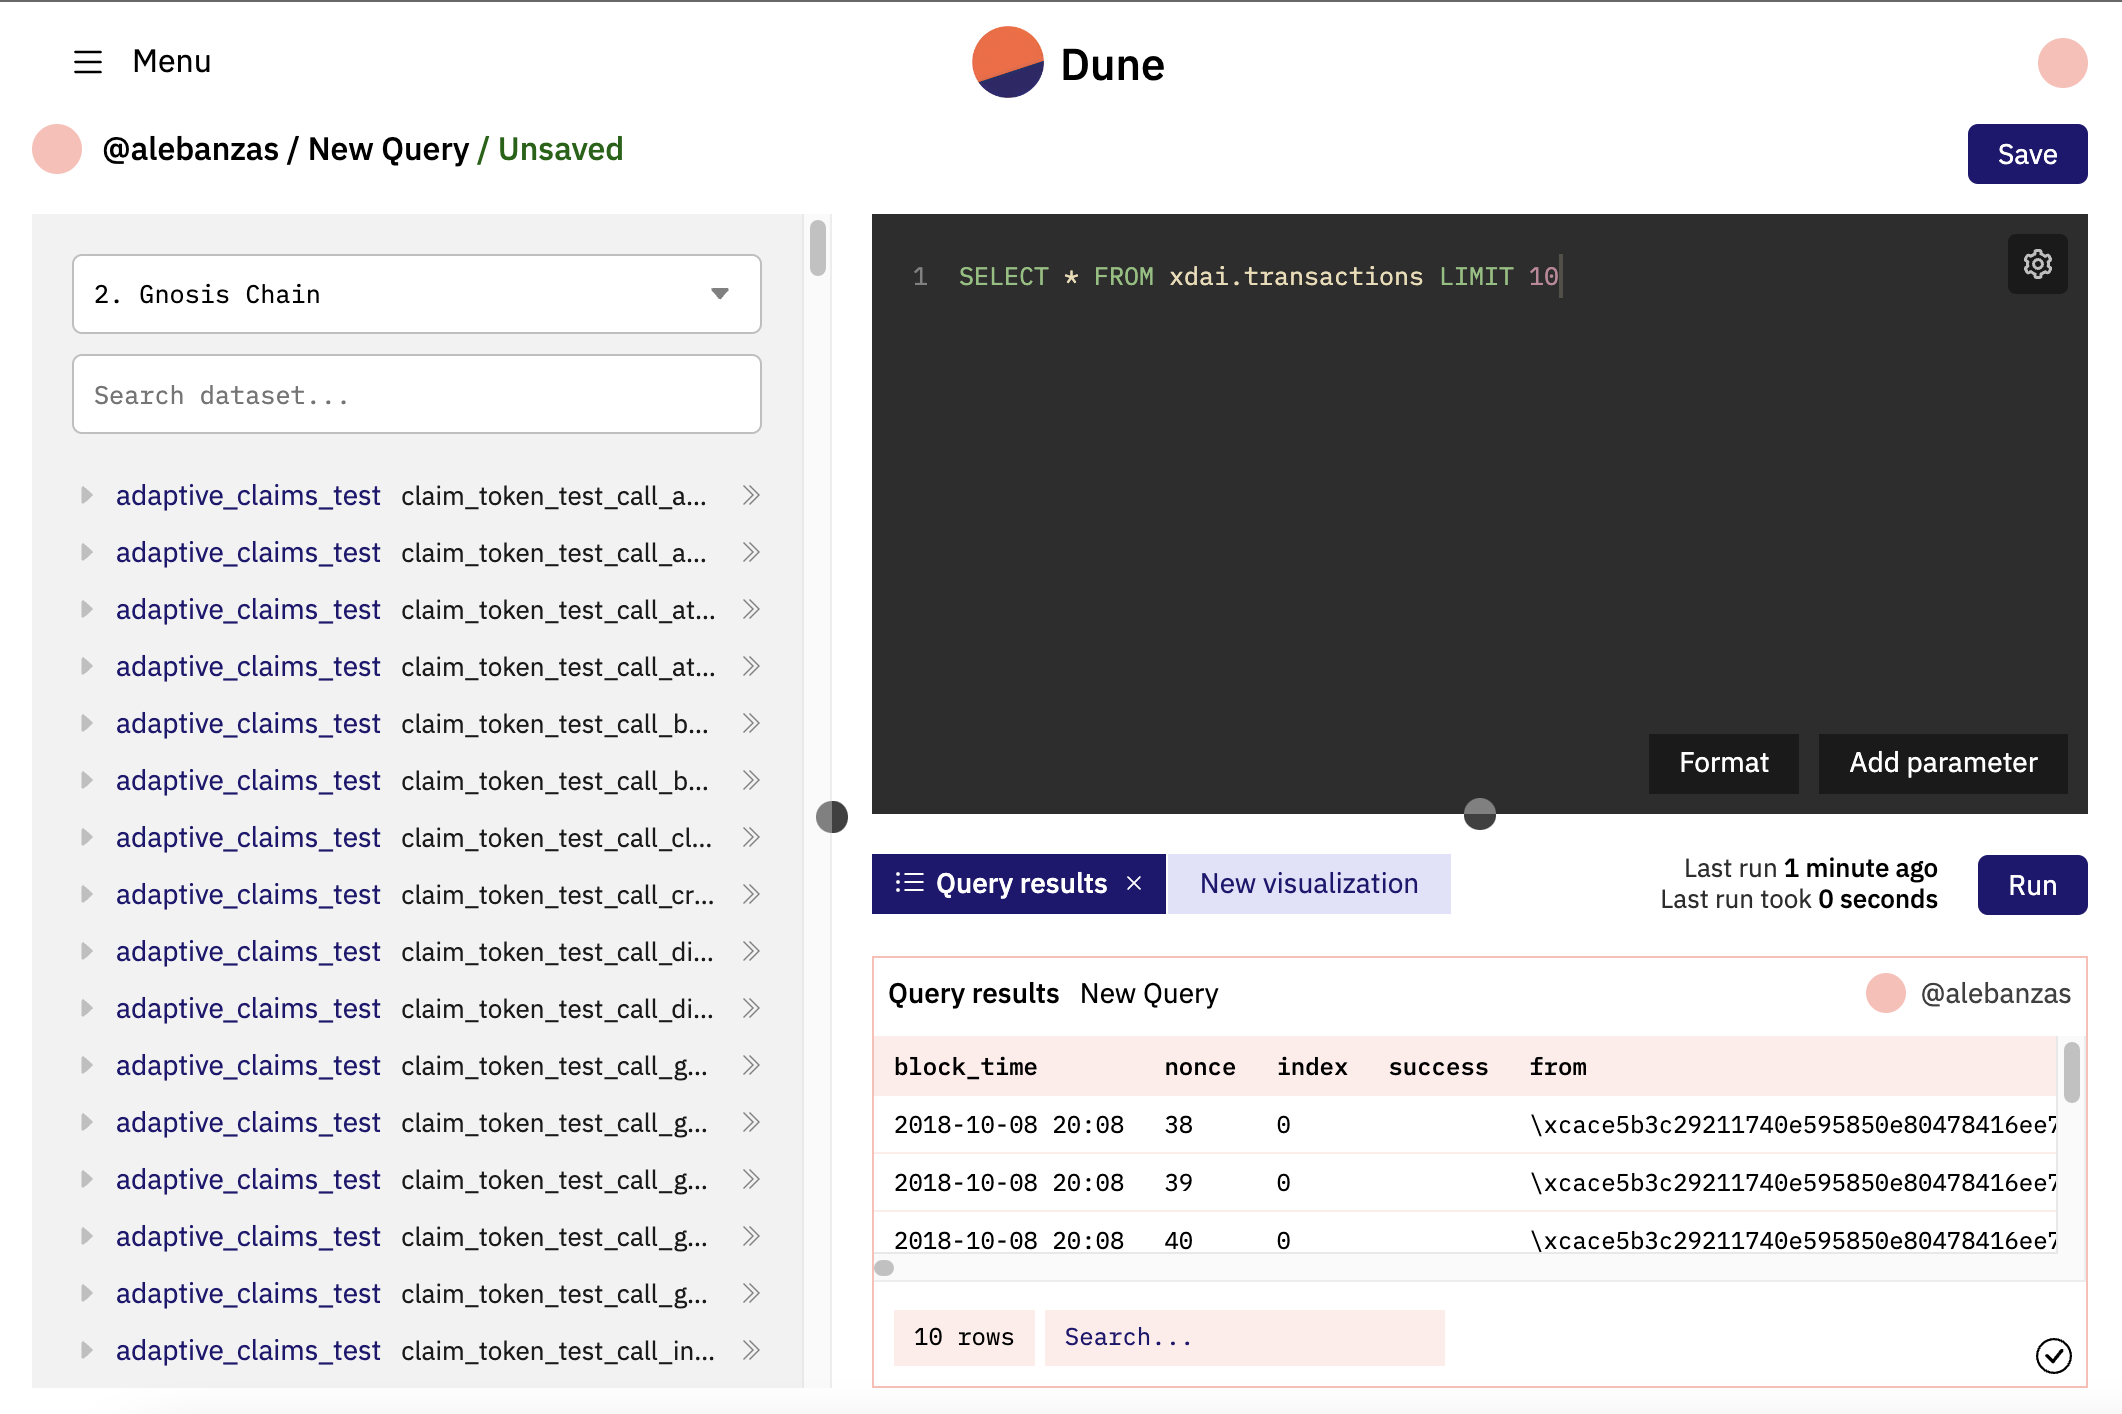 Menu
Dune
@alebanzas / New Query / Unsaved
Save
2. Gnosis Chain
Search dataset...
adaptive_claims_test claim_token_test_call_a...
adaptive_claims_test claim_token_test_call_a...
adaptive_claims_test claim_token_test_call_at...
adaptive_claims_test claim_token_test_call_at...
adaptive_claims_test claim_token_test_call_b...
adaptive_claims_test claim_token_test_call_b...
adaptive_claims_test claim_token_test_call_cl...
adaptive_claims_test claim_token_test_call_cr...
adaptive_claims_test claim_token_test_call_di...
adaptive_claims_test claim_token_test_call_di...
adaptive_claims_test claim_token_test_call_g...
adaptive_claims_test claim_token_test_call_g...
adaptive_claims_test claim_token_test_call_g...
adaptive_claims_test claim_token_test_call_g...
adaptive_claims_test claim_token_test_call_g...
adaptive_claims_test claim_token_test_call_in...
1 SELECT * FROM xdai.transactions LIMIT 10
Format
Add parameter
Query results
New visualization
Last run 1 minute ago
Last run took 0 seconds
Run
Query results New Query
@alebanzas
block_time nonce index success from
2018-10-08 20:08 38 0 \xcace5b3c29211740e595850e80478416ee7
2018-10-08 20:08 39 0 \xcace5b3c29211740e595850e80478416ee7
2018-10-08 20:08 40 0 \xcace5b3c29211740e595850e80478416ee7
10 rows
Search...